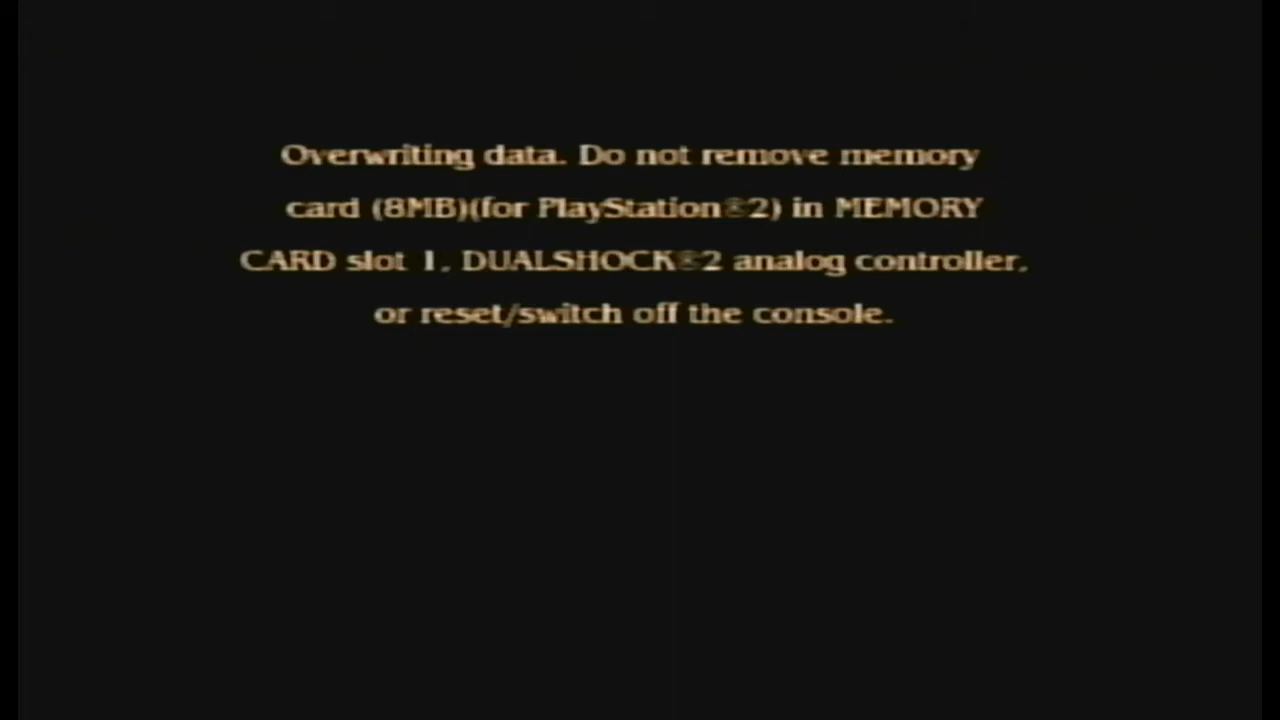 Overwriting data. Do not remove memory
card (8MB)(for PlayStation®2) in MEMORY
CARD slot 1, DUALSHOCK®2 analog controller,
or reset/switch off the console.